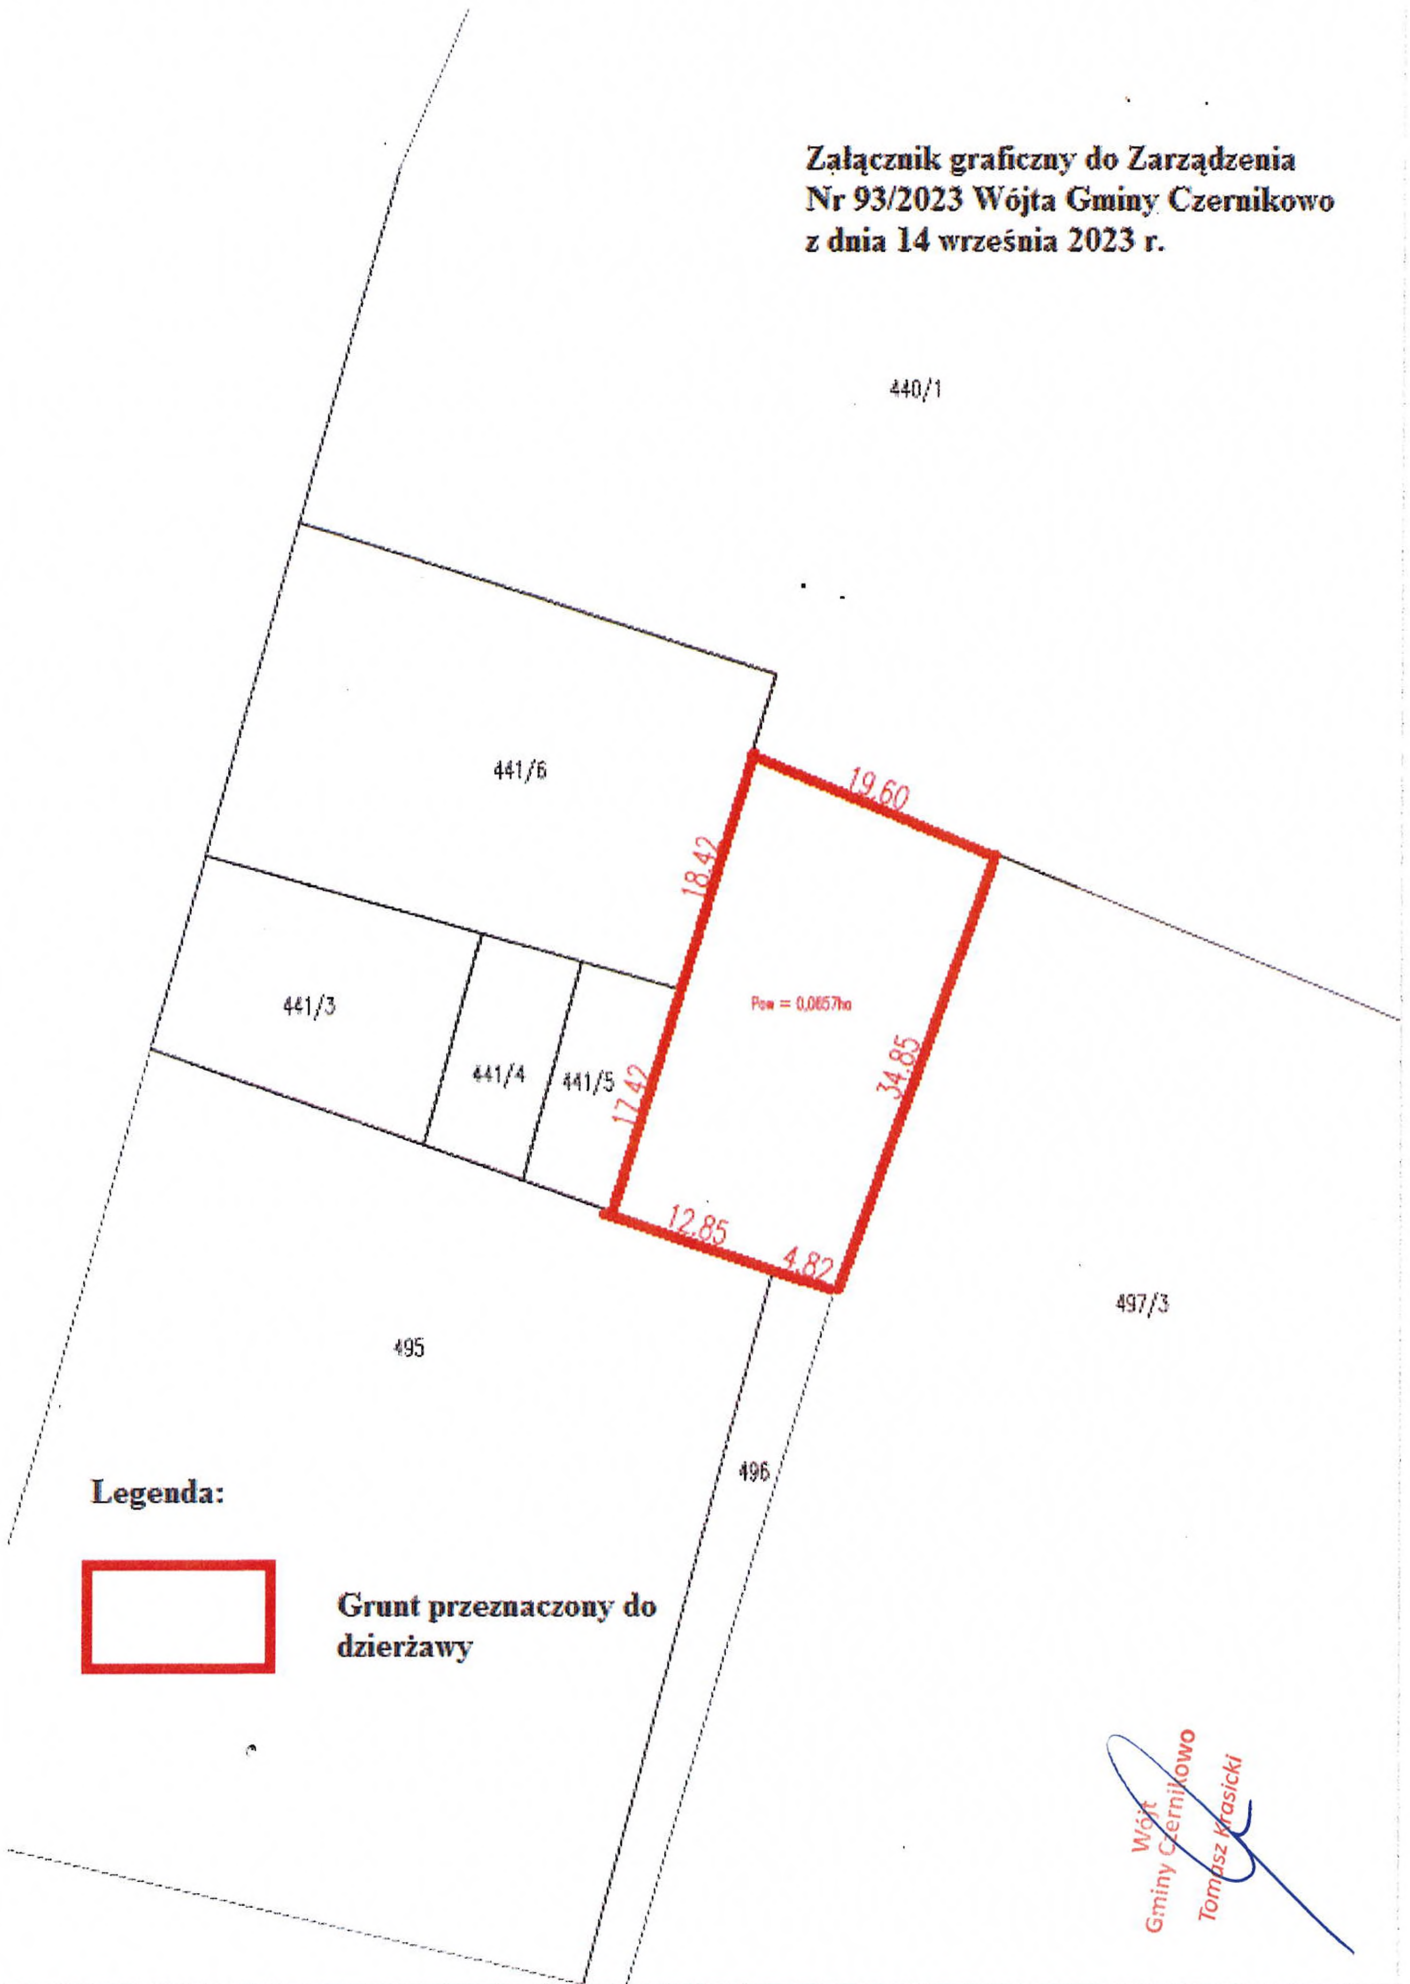 Załącznik graficzny do Zarządzenia
Nr 93/2023 Wójta Gminy Czernikowo
z dnia 14 września 2023 r.
440/1
441/6
19.60
18.42
Pow = 0,0657ha
441/3
441/4
441/5
17.42
34.85
12.85
4.82
497/3
495
496
Legenda:
Grunt przeznaczony do
dzierżawy
Wójt
Gminy Czernikowo
Tomasz Krasicki